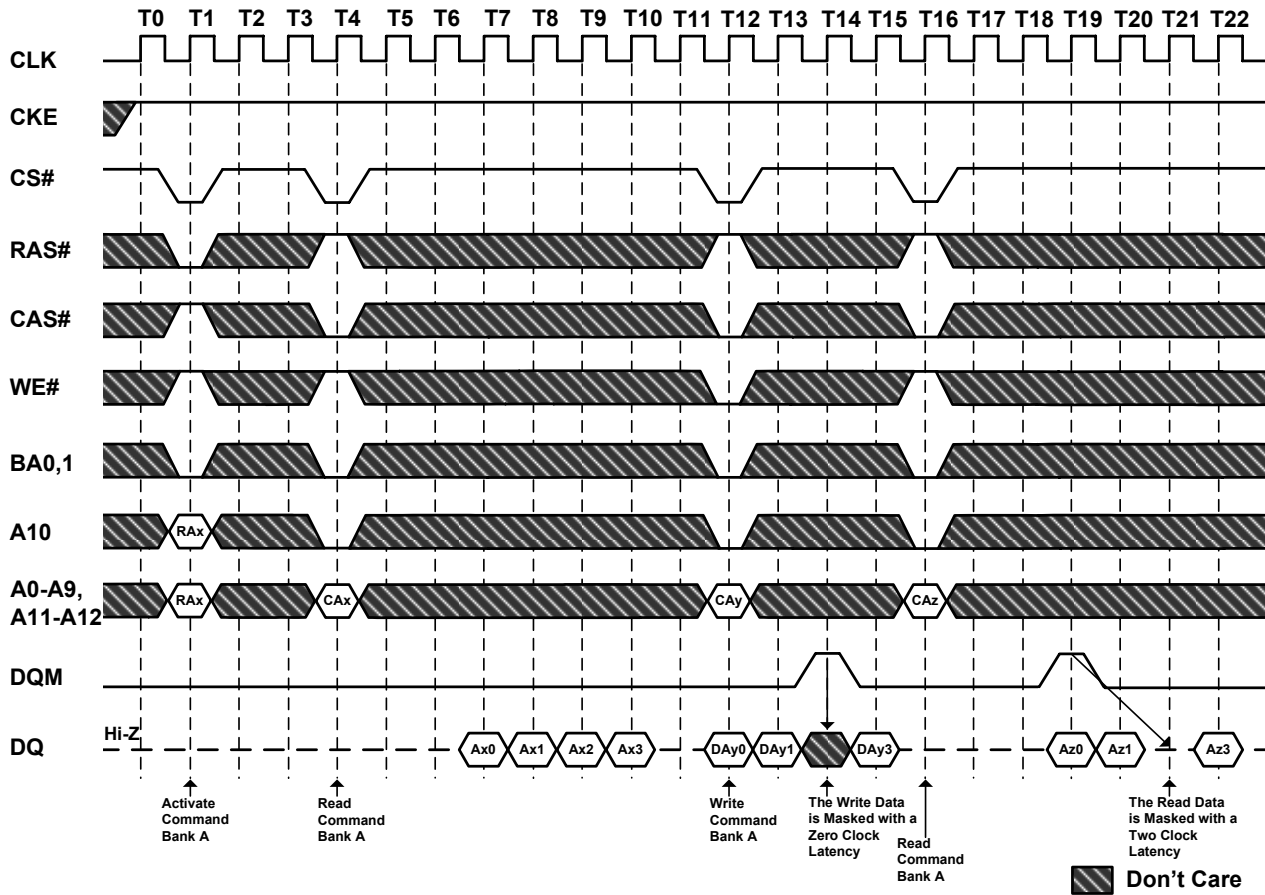 T0 T1 T2 T3 T4 T5 T6 T7 T8 T9 T10 T11 T12 T13 T14 T15 T16 T17 T18 T19 T20 T21 T22
CLK
CKE
CS#
RAS#
CAS#
WE#
BA0,1
A10 RAx
A0-A9,
A11-A12
RAx CAx CAy CAz
DQM
Hi-Z
DQ Ax0 Ax1 Ax2 Ax3 DAy0 DAy1 DAy3 Az0 Az1 Az3
Activate
Command
Bank A
Read
Command
Bank A
Write
Command
Bank A
The Write Data
is Masked with a
Zero Clock
Latency
Read
Command
Bank A
The Read Data
is Masked with a
Two Clock
Latency
Don't Care